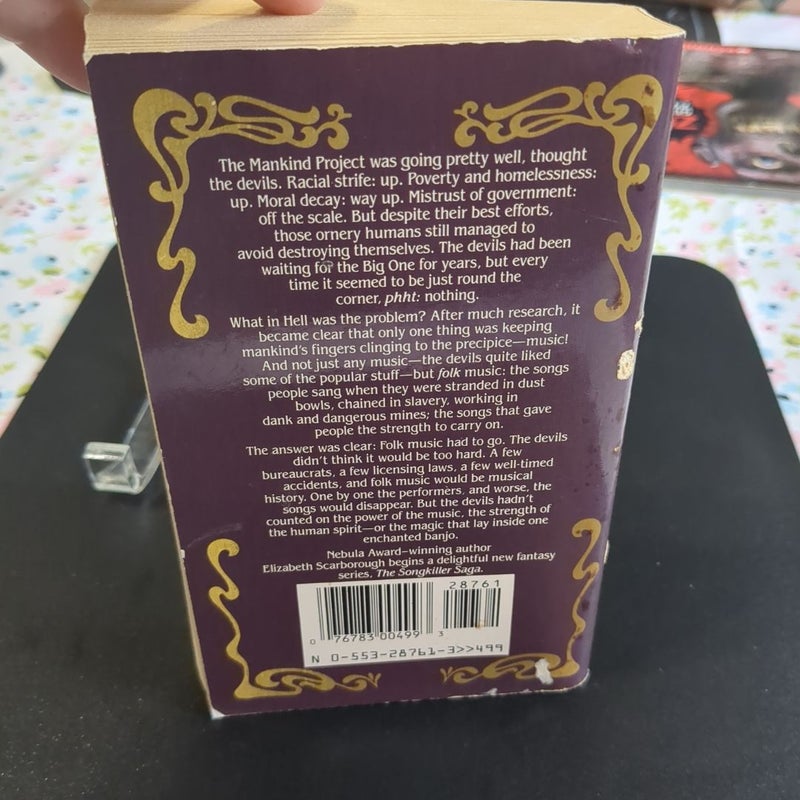 The Mankind Project was going pretty well, thought
the devils. Racial strife: up. Poverty and homelessness:
up. Moral decay: way up. Mistrust of government:
off the scale. But despite their best efforts,
those ornery humans still managed to
avoid destroying themselves. The devils had been
waiting for the Big One for years, but every
time it seemed to be just round the
corner, phht: nothing.
What in Hell was the problem? After much research, it
became clear that only one thing was keeping
mankind's fingers clinging to the precipice—music!
And not just any music—the devils quite liked
some of the popular stuff—but folk music: the songs
people sang when they were stranded in dust
bowls, chained in slavery, working in
dank and dangerous mines; the songs that gave
people the strength to carry on.
The answer was clear: Folk music had to go. The devils
didn't think it would be too hard. A few
bureaucrats, a few licensing laws, a few well-timed
accidents, and folk music would be musical
history. One by one the performers, and worse, the
songs would disappear. But the devils hadn't
counted on the power of the music, the strength of
the human spirit—or the magic that lay inside one
enchanted banjo.
Nebula Award–winning author
Elizabeth Scarborough begins a delightful new fantasy
series, The Songkiller Saga.
28761
0 76783 00499 3
N 0-553-28761-3>>499